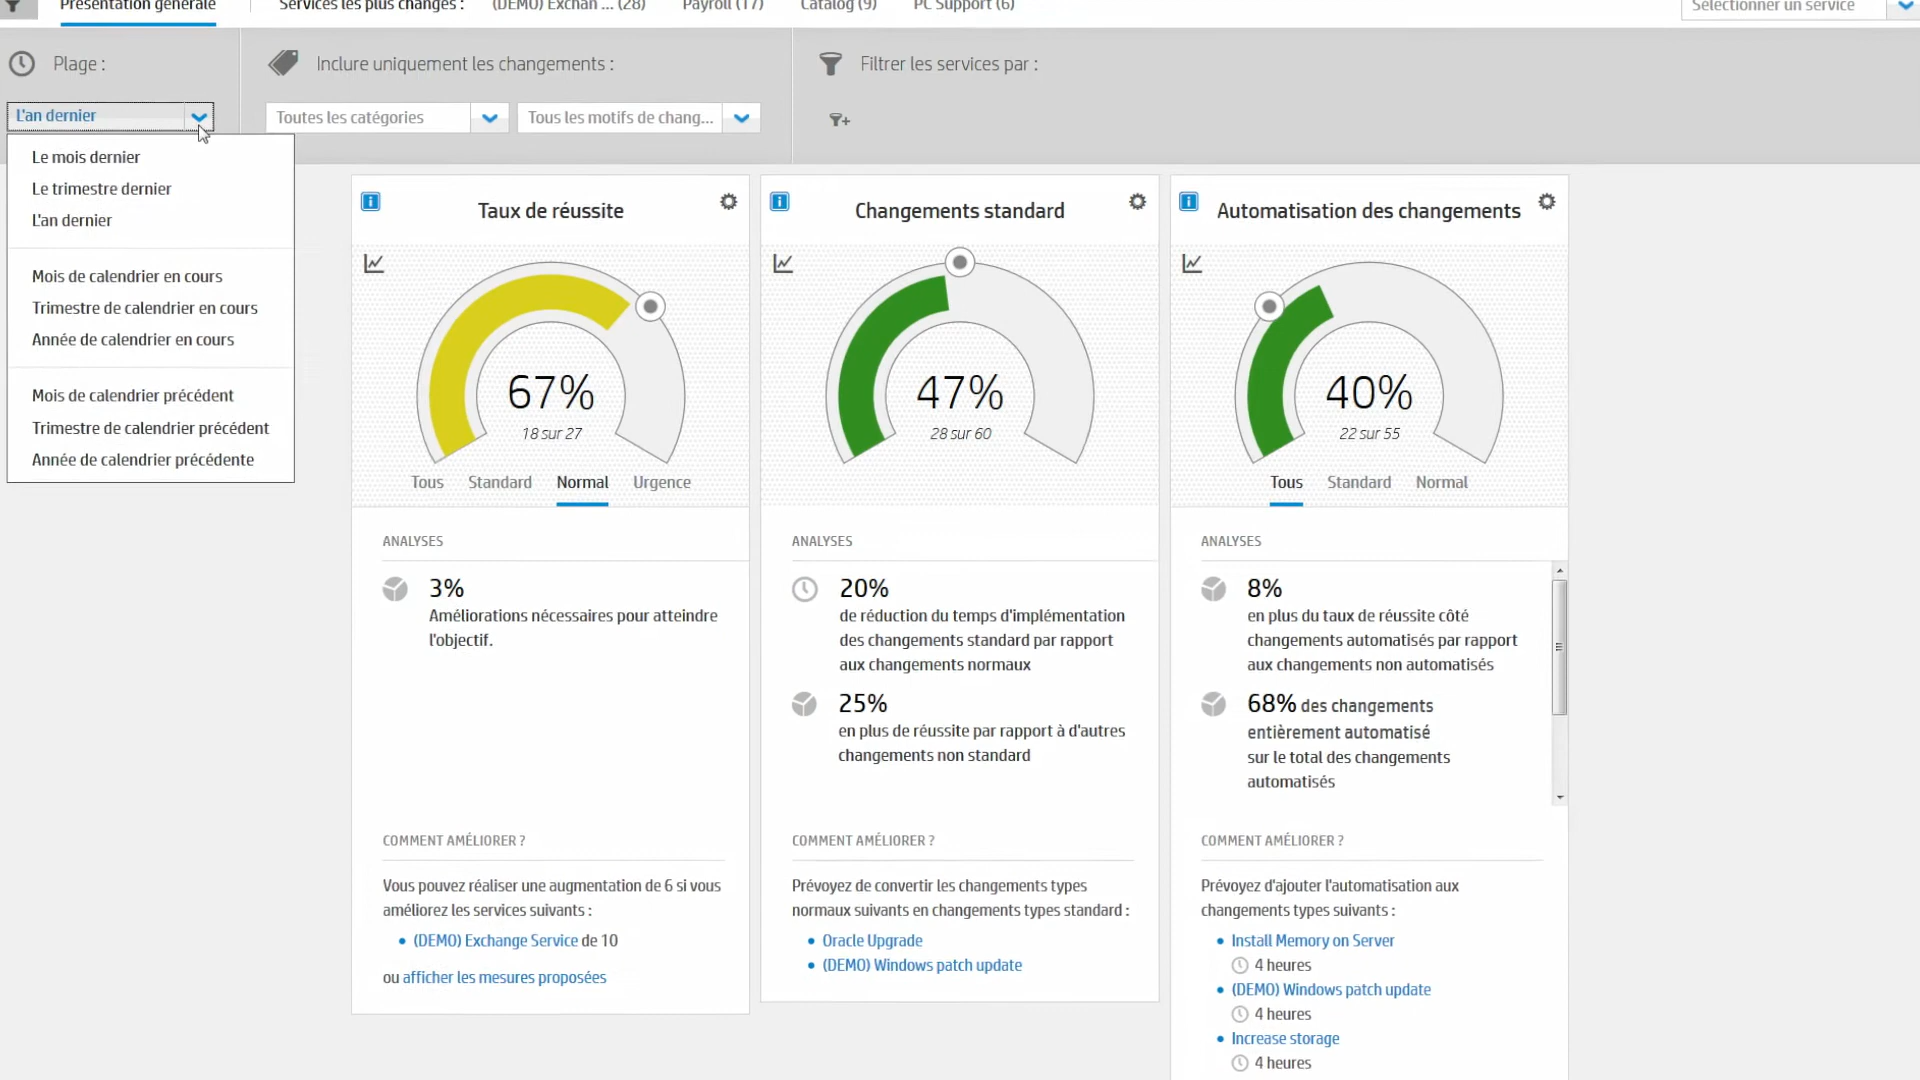 Présentation générale
Services les plus changés :
(DEMO) Exchan ... (28)
Payroll (17)
Catalog (9)
PC Support (6)
Sélectionner un service
Plage :
Inclure uniquement les changements :
Filtrer les services par :
L'an dernier
Toutes les catégories
Tous les motifs de chang...
Le mois dernier
Le trimestre dernier
L'an dernier
Mois de calendrier en cours
Trimestre de calendrier en cours
Année de calendrier en cours
Mois de calendrier précédent
Trimestre de calendrier précédent
Année de calendrier précédente
Taux de réussite
67%
18 sur 27
Tous
Standard
Normal
Urgence
ANALYSES
3%
Améliorations nécessaires pour atteindre
l'objectif.
COMMENT AMÉLIORER ?
Vous pouvez réaliser une augmentation de 6 si vous
améliorez les services suivants :
(DEMO) Exchange Service de 10
ou afficher les mesures proposées
Changements standard
47%
28 sur 60
ANALYSES
20%
de réduction du temps d'implémentation
des changements standard par rapport
aux changements normaux
25%
en plus de réussite par rapport à d'autres
changements non standard
COMMENT AMÉLIORER ?
Prévoyez de convertir les changements types
normaux suivants en changements types standard :
Oracle Upgrade
(DEMO) Windows patch update
Automatisation des changements
40%
22 sur 55
Tous
Standard
Normal
ANALYSES
8%
en plus du taux de réussite côté
changements automatisés par rapport
aux changements non automatisés
68% des changements
entièrement automatisé
sur le total des changements
automatisés
COMMENT AMÉLIORER ?
Prévoyez d'ajouter l'automatisation aux
changements types suivants :
Install Memory on Server
4 heures
(DEMO) Windows patch update
4 heures
Increase storage
4 heures